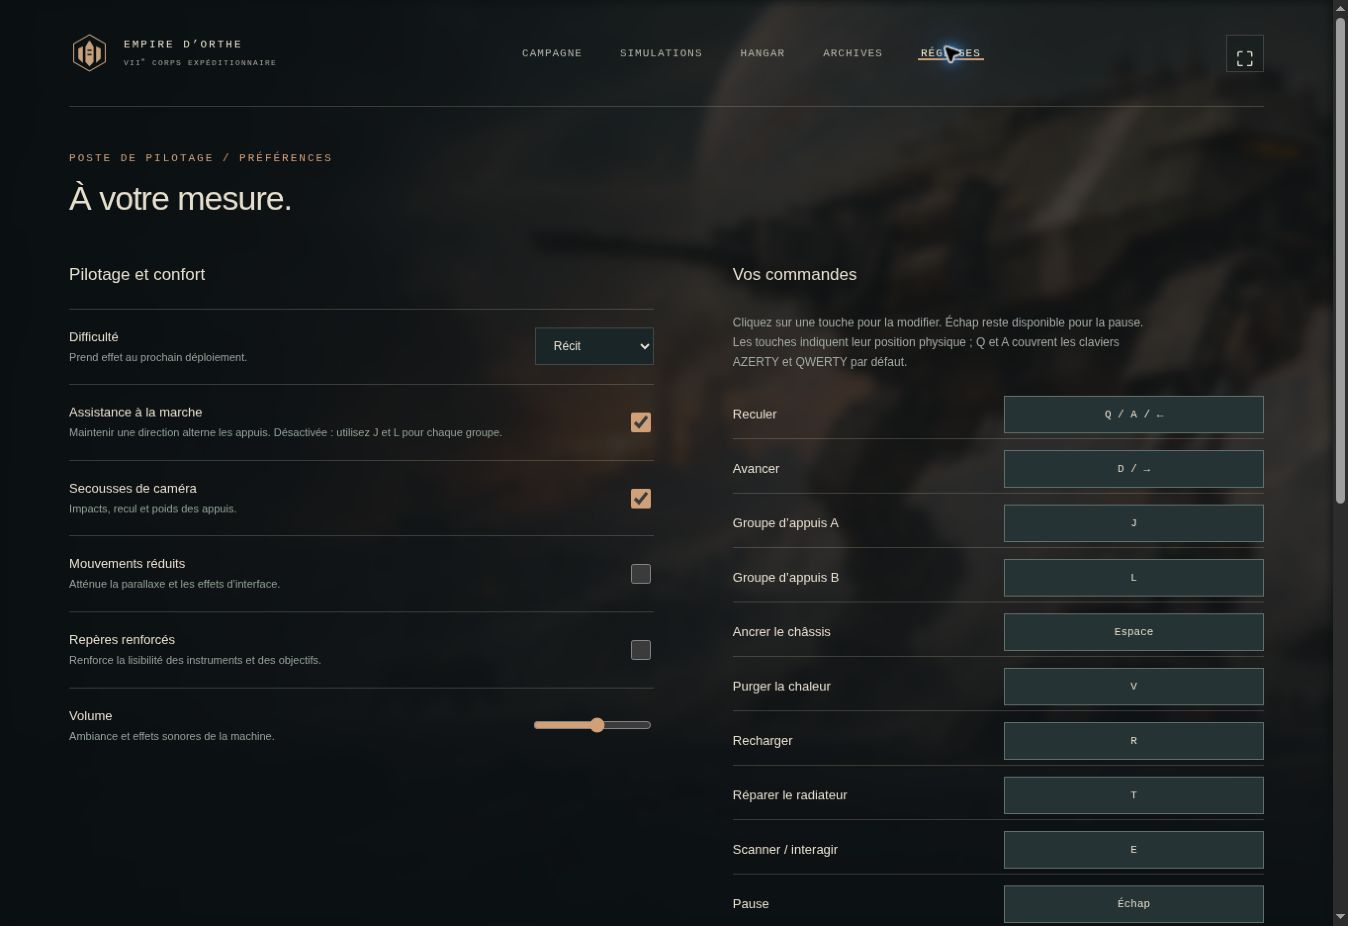 EMPIRE D’ORTHE
VIIᵉ CORPS EXPÉDITIONNAIRE
CAMPAGNE
SIMULATIONS
HANGAR
ARCHIVES
POSTE DE PILOTAGE / PRÉFÉRENCES
À votre mesure.
Pilotage et confort
Difficulté
Prend effet au prochain déploiement.
Récit
Assistance à la marche
Maintenir une direction alterne les appuis. Désactivée : utilisez J et L pour chaque groupe.
Secousses de caméra
Impacts, recul et poids des appuis.
Mouvements réduits
Atténue la parallaxe et les effets d’interface.
Repères renforcés
Renforce la lisibilité des instruments et des objectifs.
Volume
Ambiance et effets sonores de la machine.
Vos commandes
Cliquez sur une touche pour la modifier. Échap reste disponible pour la pause.
Les touches indiquent leur position physique ; Q et A couvrent les claviers
AZERTY et QWERTY par défaut.
Reculer
Q / A / ←
Avancer
D / →
Groupe d’appuis A
J
Groupe d’appuis B
L
Ancrer le châssis
Espace
Purger la chaleur
V
Recharger
R
Réparer le radiateur
T
Scanner / interagir
E
Pause
Échap